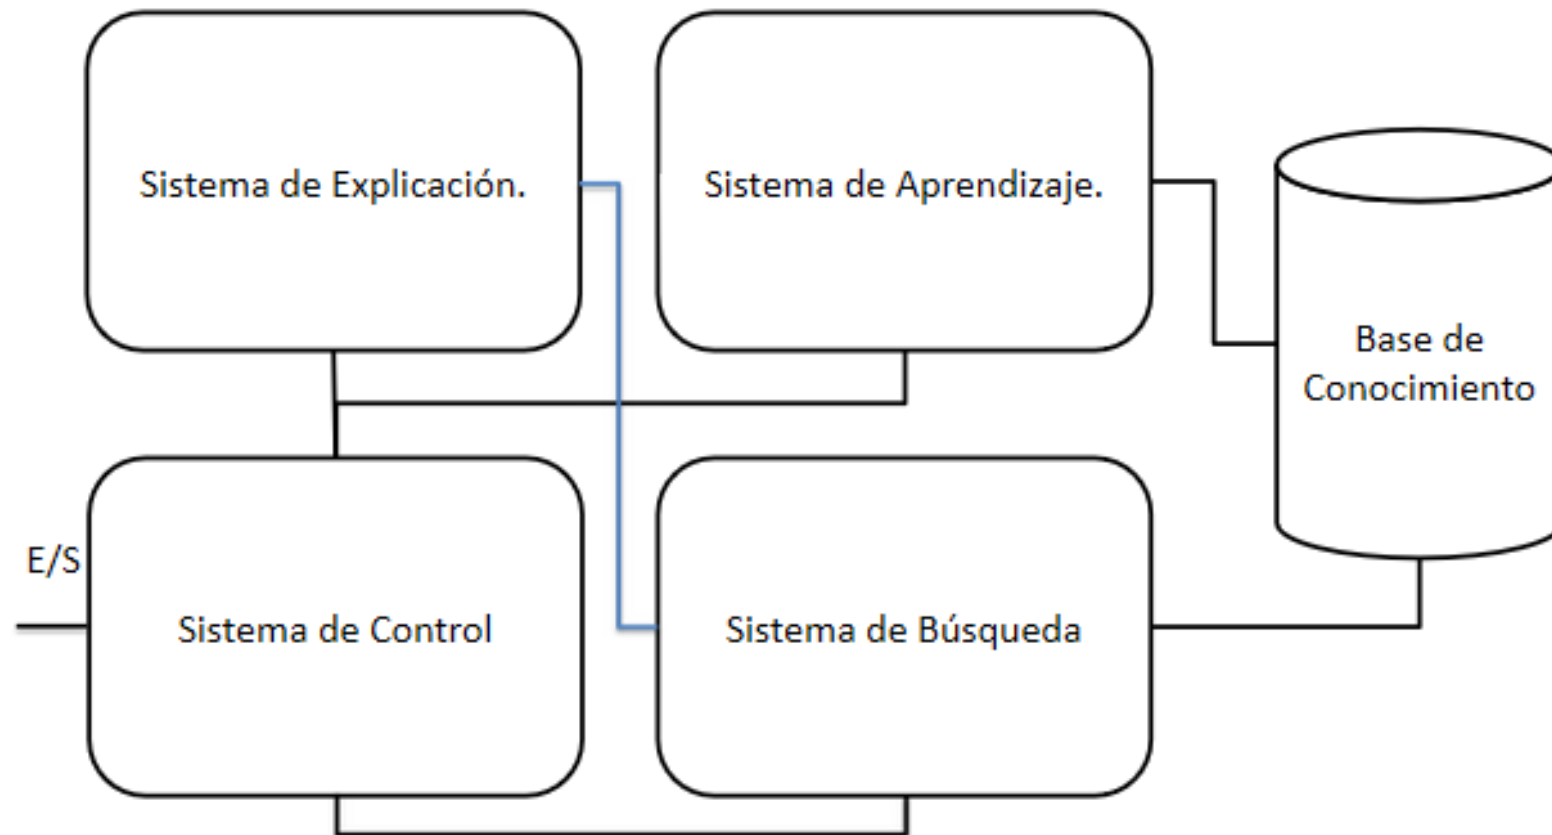 Sistema de Explicación.
Sistema de Aprendizaje.
Base de
Conocimiento
E/S
Sistema de Control
Sistema de Búsqueda